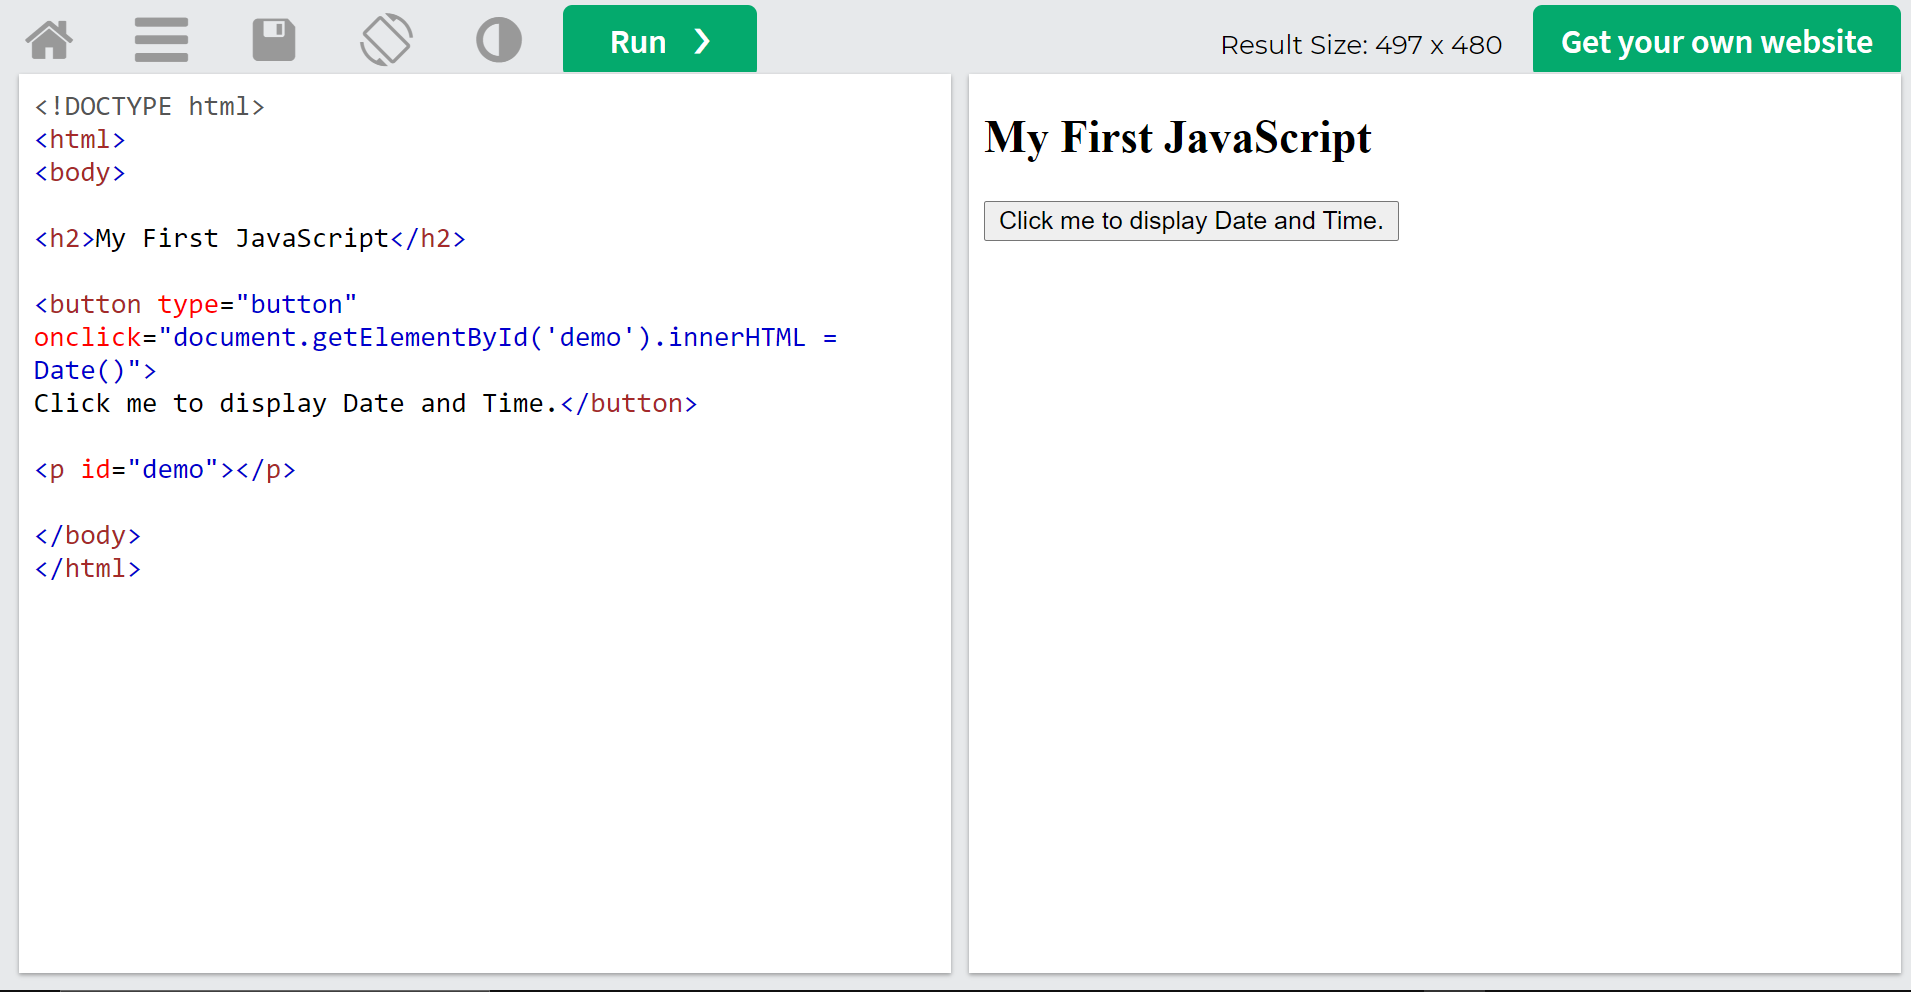 Run ❯
Result Size: 497 x 480
Get your own website
<!DOCTYPE html>
<html>
<body>
<h2>My First JavaScript</h2>
<button type="button"
onclick="document.getElementById('demo').innerHTML =
Date()">
Click me to display Date and Time.</button>
<p id="demo"></p>
</body>
</html>
My First JavaScript
Click me to display Date and Time.